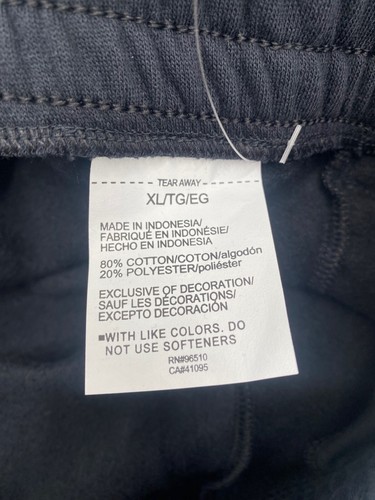 TEAR AWAY
XL/TG/EG
MADE IN INDONESIA/
FABRIQUÉ EN INDONÉSIE/
HECHO EN INDONESIA
80% COTTON/COTON/algodón
20% POLYESTER/poliéster
EXCLUSIVE OF DECORATION/
SAUF LES DÉCORATIONS/
EXCEPTO DECORACIÓN
■WITH LIKE COLORS. DO
NOT USE SOFTENERS
RN#96510
CA#41095